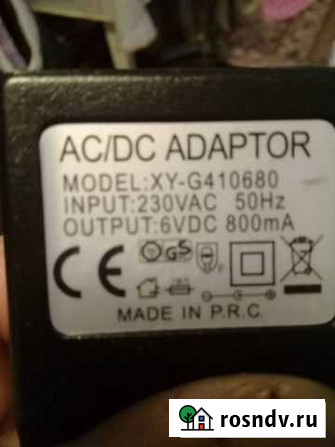 AC/DC ADAPTOR
MODEL:XY-G410680
INPUT:230VAC 50Hz
OUTPUT:6VDC 800mA
CE
GS
MADE IN P.R.C.
rosndv.ru